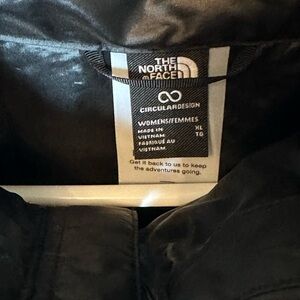 THE
NORTH
FACE
CIRCULARDESIGN
WOMENS/FEMMES
MADE IN XL
VIETNAM TG
FABRIQUÉ AU
VIETNAM
Get it back to us to keep
the adventures going.